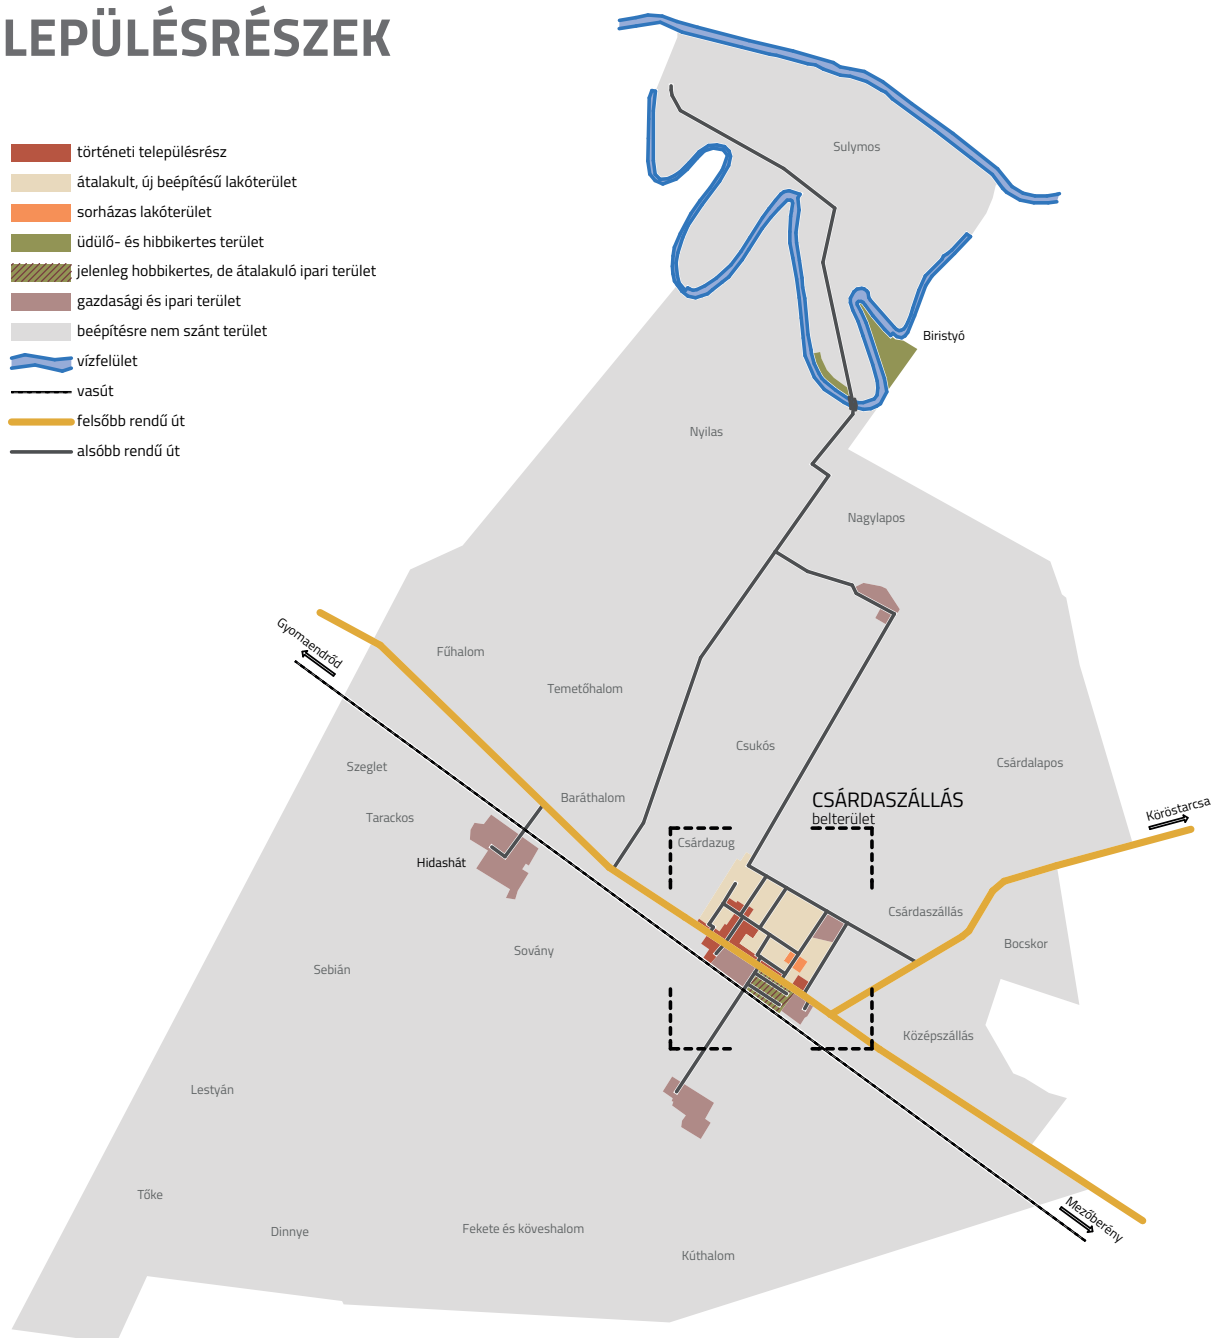 LEPÜLÉSRÉSZEK
történeti településrész
átalakult, új beépítésű lakóterület
sorházas lakóterület
üdülő- és hibbikertes terület
jelenleg hobbikertes, de átalakuló ipari terület
gazdasági és ipari terület
beépítésre nem szánt terület
vízfelület
vasút
felsőbb rendű út
alsóbb rendű út
Sulymos
Biristyó
Nyilas
Nagylapos
Gyomaendrőd
Fűhalom
Temetőhalom
Csukós
Szeglet
Csárdalapos
Baráthalom
CSÁRDASZÁLLÁS
belterület
Köröstarcsa
Tarackos
Csárdazug
Hidashát
Csárdaszállás
Bocskor
Sovány
Sebián
Középszállás
Lestyán
Tőke
Mezőberény
Dinnye
Fekete és köveshalom
Kúthalom